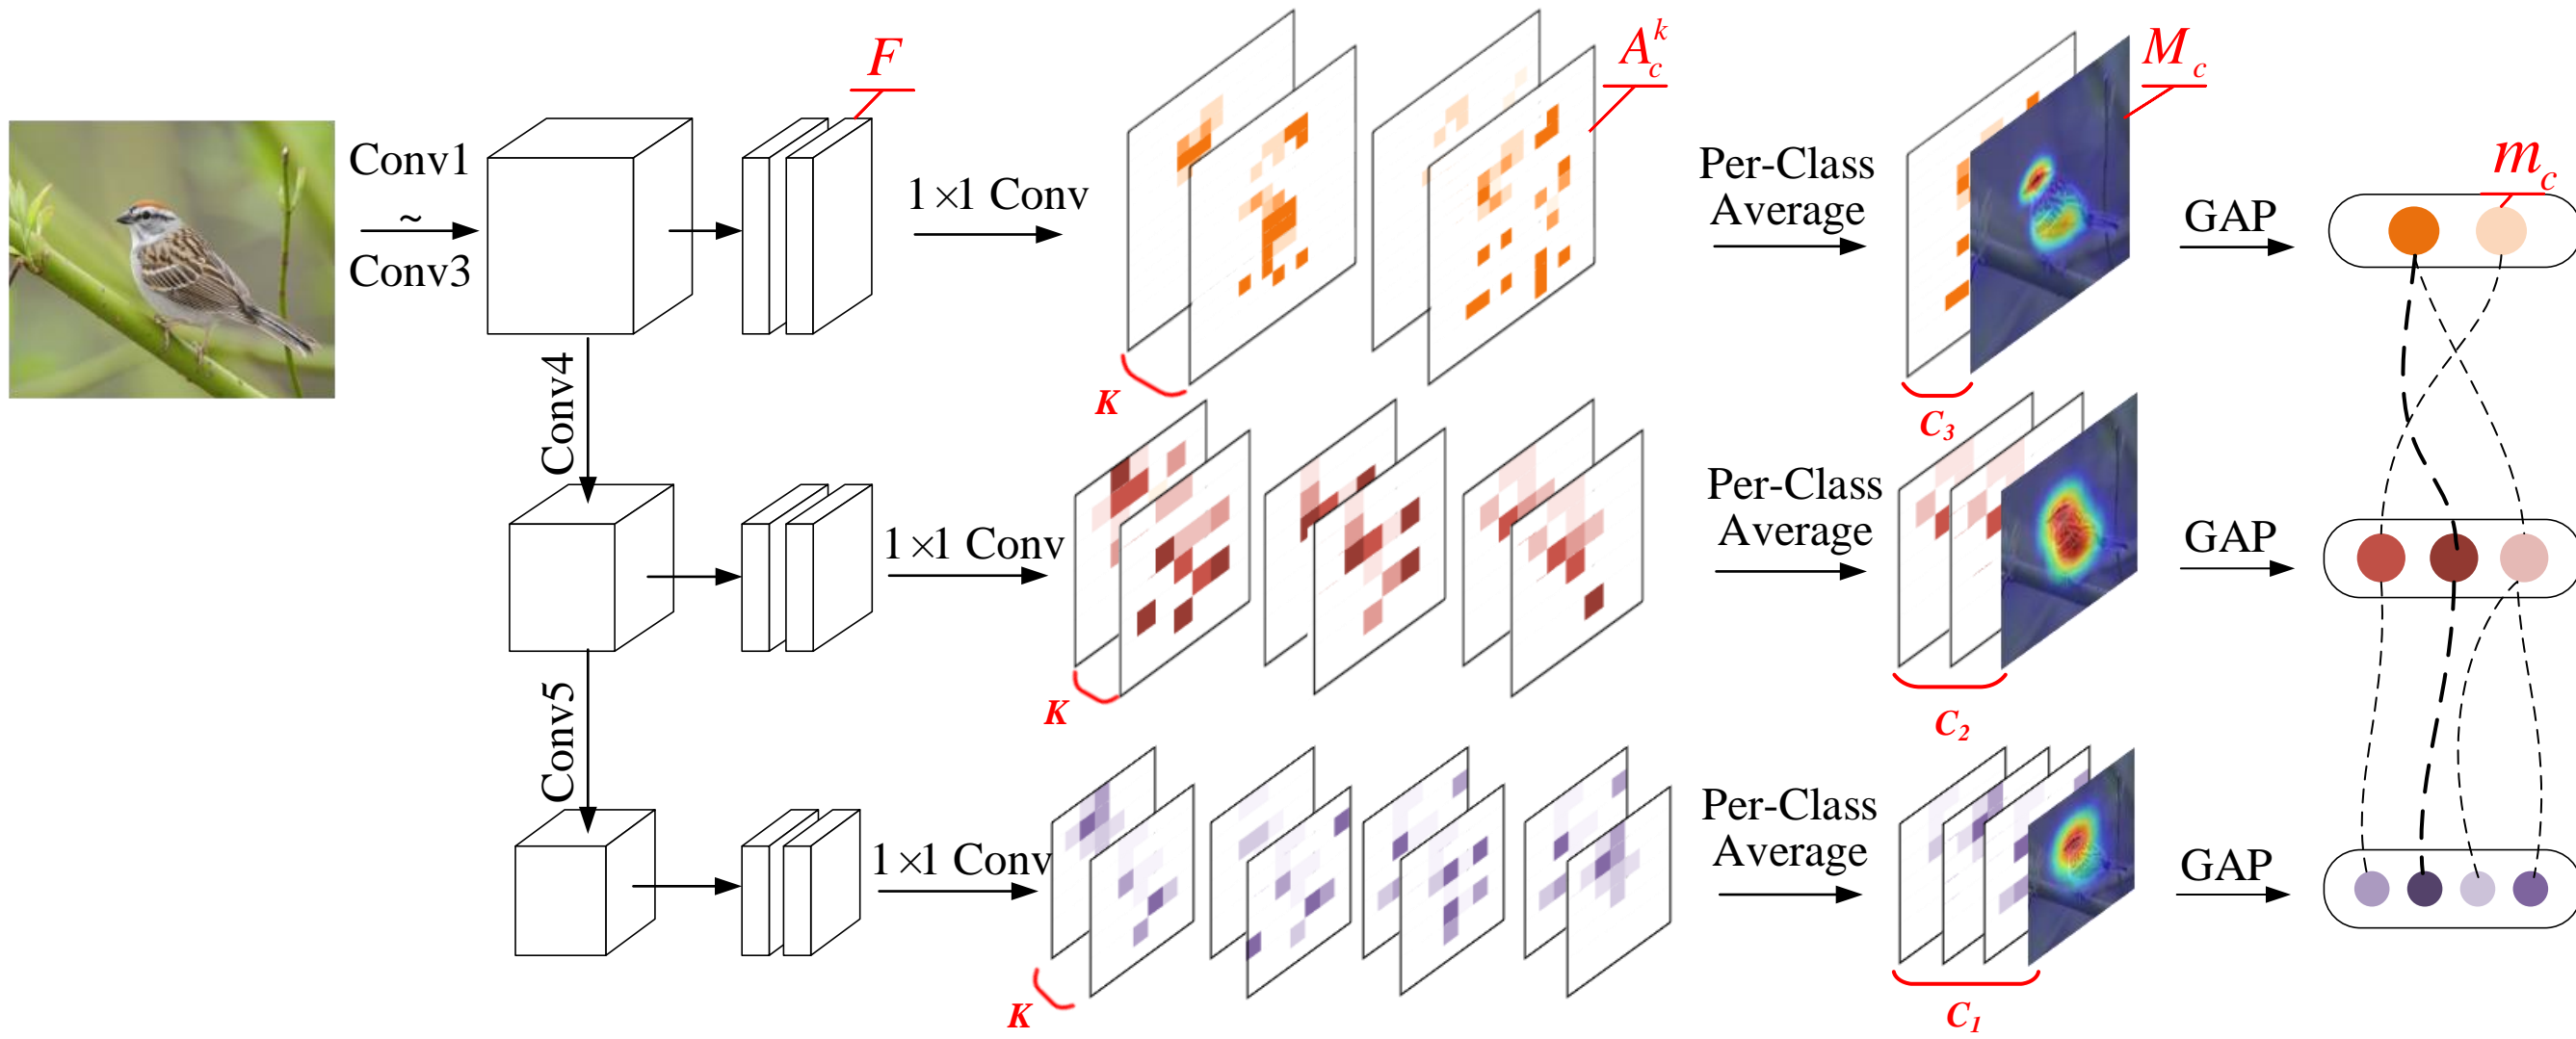 F
A_c^k
M_c
m_c
Conv1
~
Conv3
1×1 Conv
Per-Class
Average
GAP
K
C_3
Conv4
1×1 Conv
Per-Class
Average
GAP
K
C_2
Conv5
1×1 Conv
Per-Class
Average
GAP
K
C_1